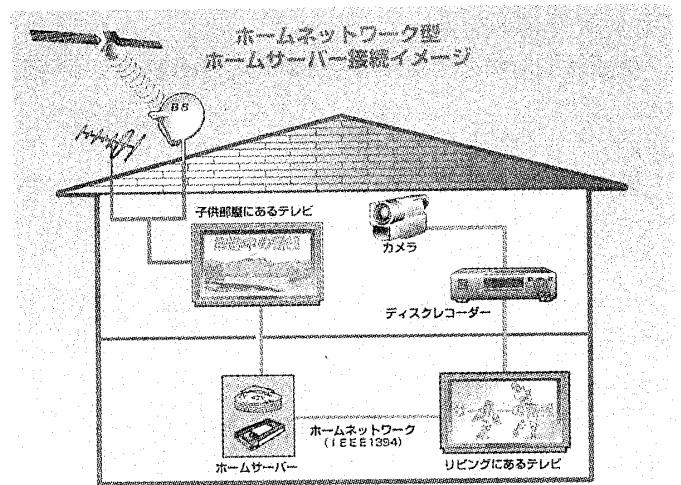 ホームネットワーク型
ホームサーバー接続イメージ
BS
子供部屋にあるテレビ
カメラ
ディスクレコーダー
ホームネットワーク
(IEEE1394)
ホームサーバー
リビングにあるテレビ